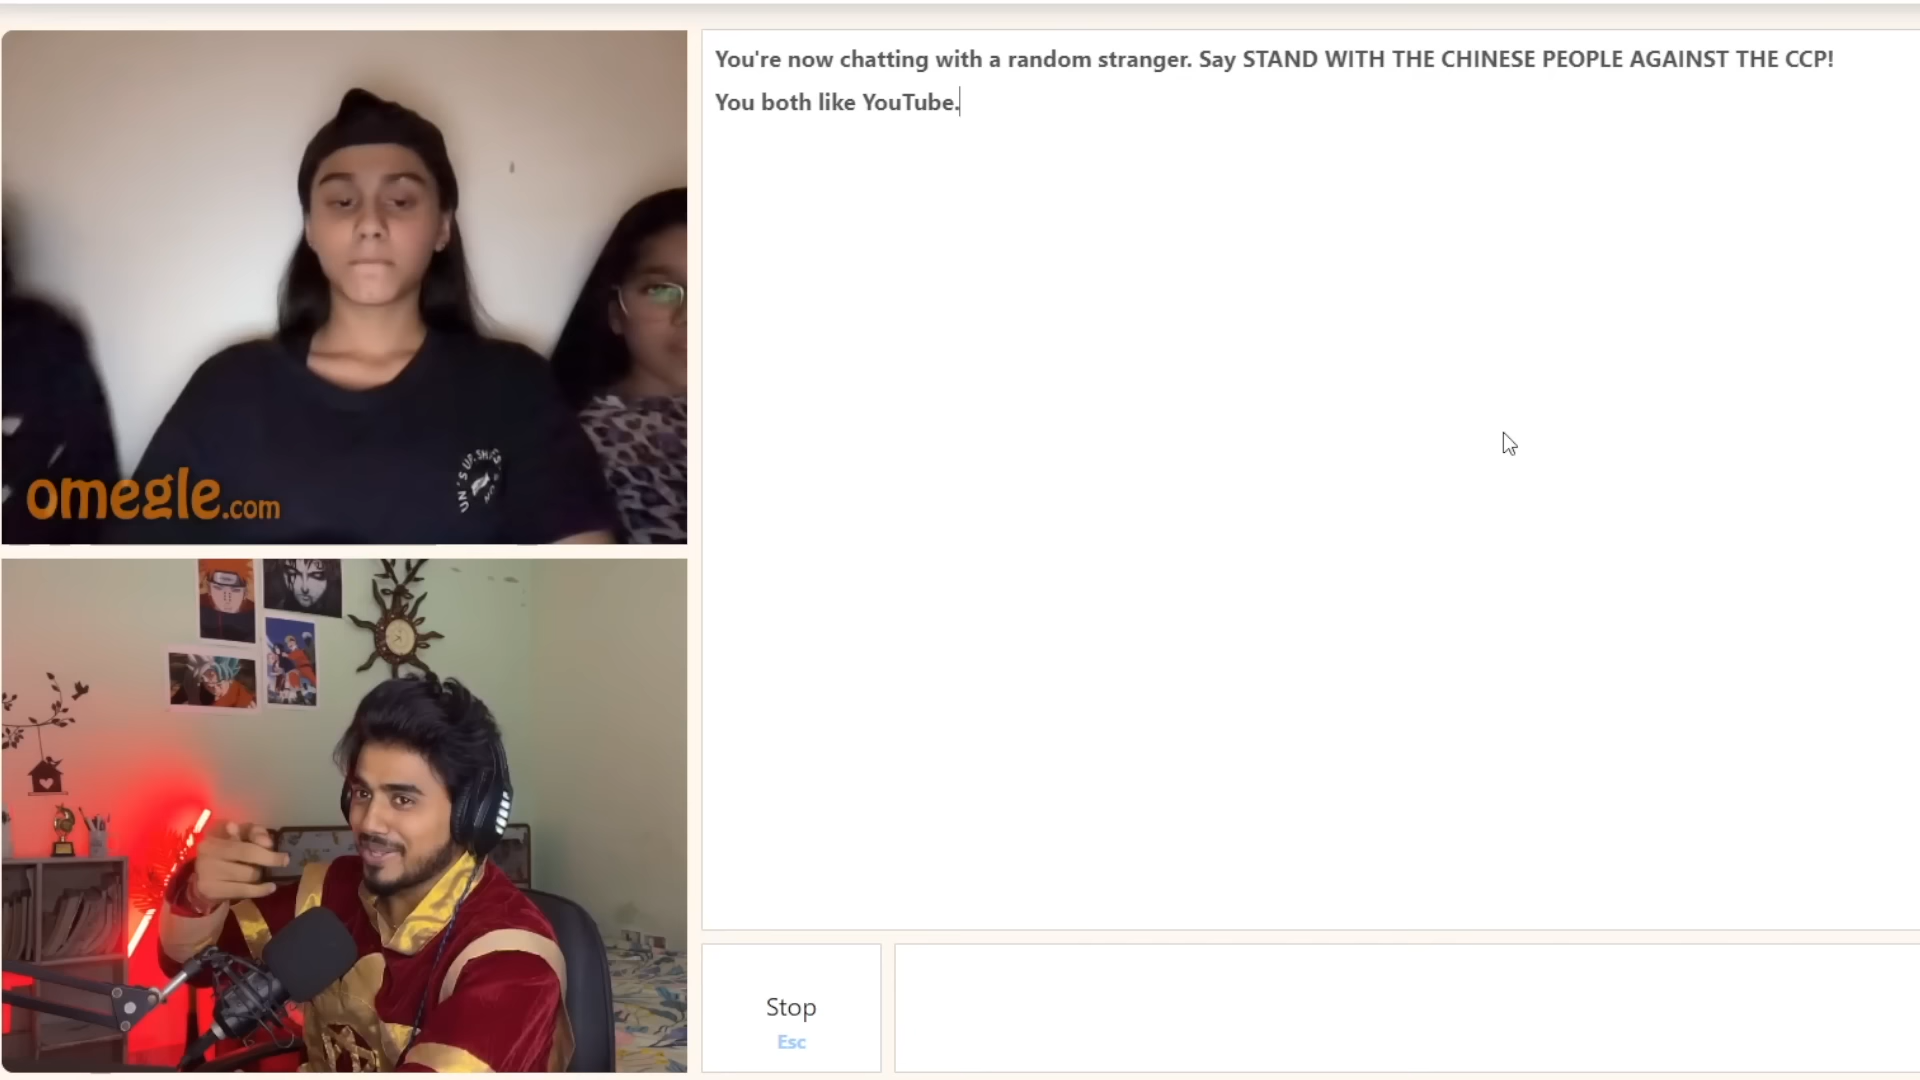 You're now chatting with a random stranger. Say STAND WITH THE CHINESE PEOPLE AGAINST THE CCP!
You both like YouTube.
omegle.com
Stop
Esc